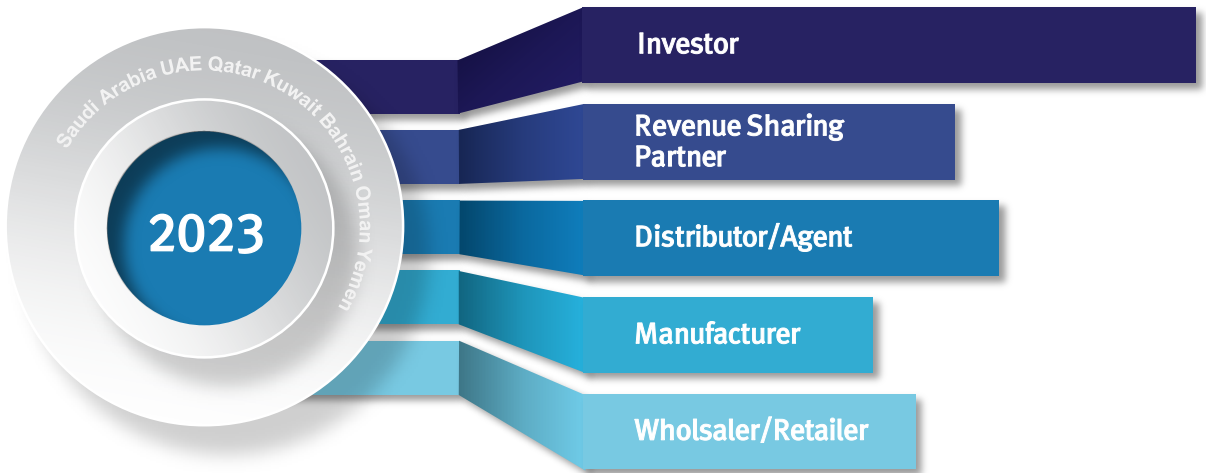 Saudi Arabia UAE Qatar Kuwait Bahrain Oman Yemen
2023
Investor
Revenue Sharing
Partner
Distributor/Agent
Manufacturer
Wholsaler/Retailer